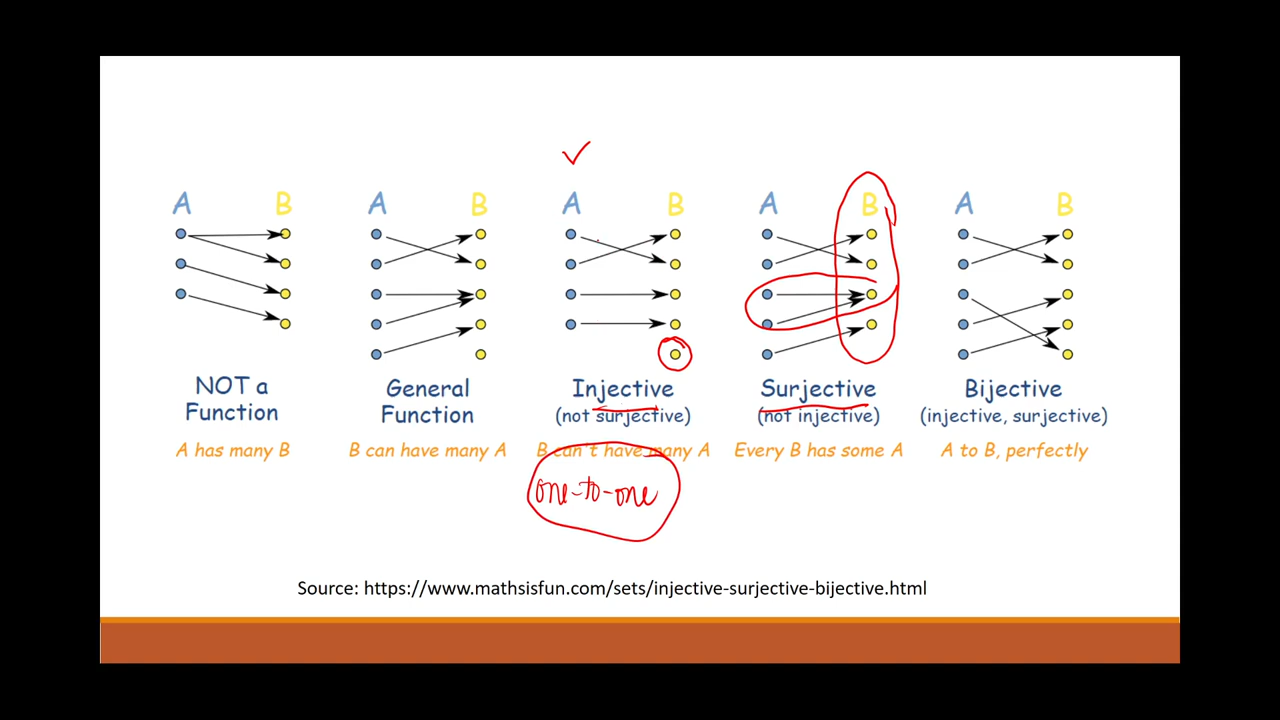 A B
A B
A B
A B
A B
NOT a
Function
A has many B
General
Function
B can have many A
Injective
(not surjective)
B can't have many A
one-to-one
Surjective
(not injective)
Every B has some A
Bijective
(injective, surjective)
A to B, perfectly
Source: https://www.mathsisfun.com/sets/injective-surjective-bijective.html